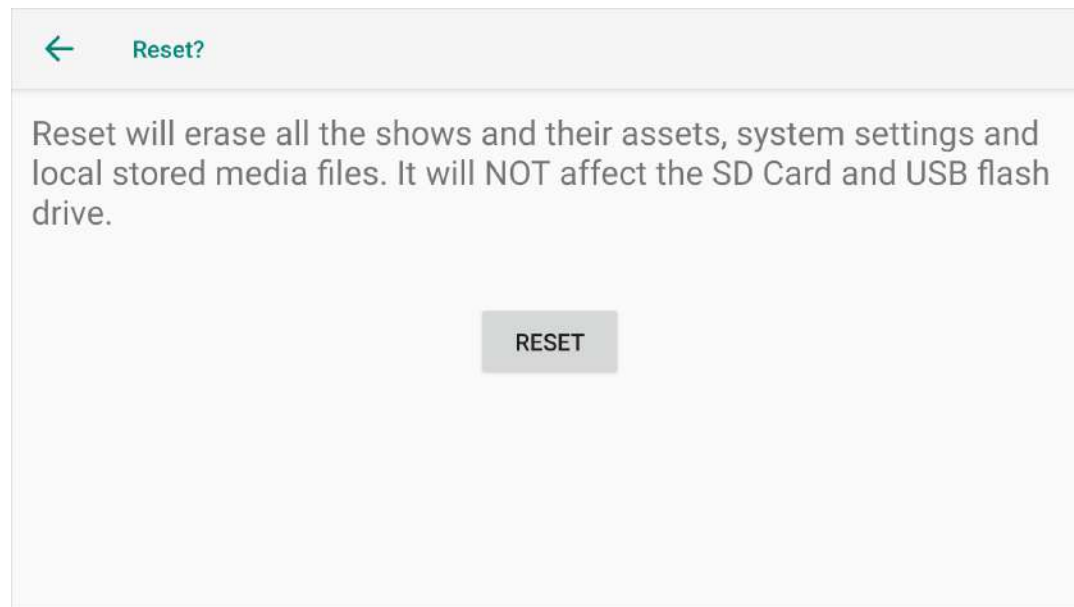 Reset?
Reset will erase all the shows and their assets, system settings and
local stored media files. It will NOT affect the SD Card and USB flash
drive.
RESET